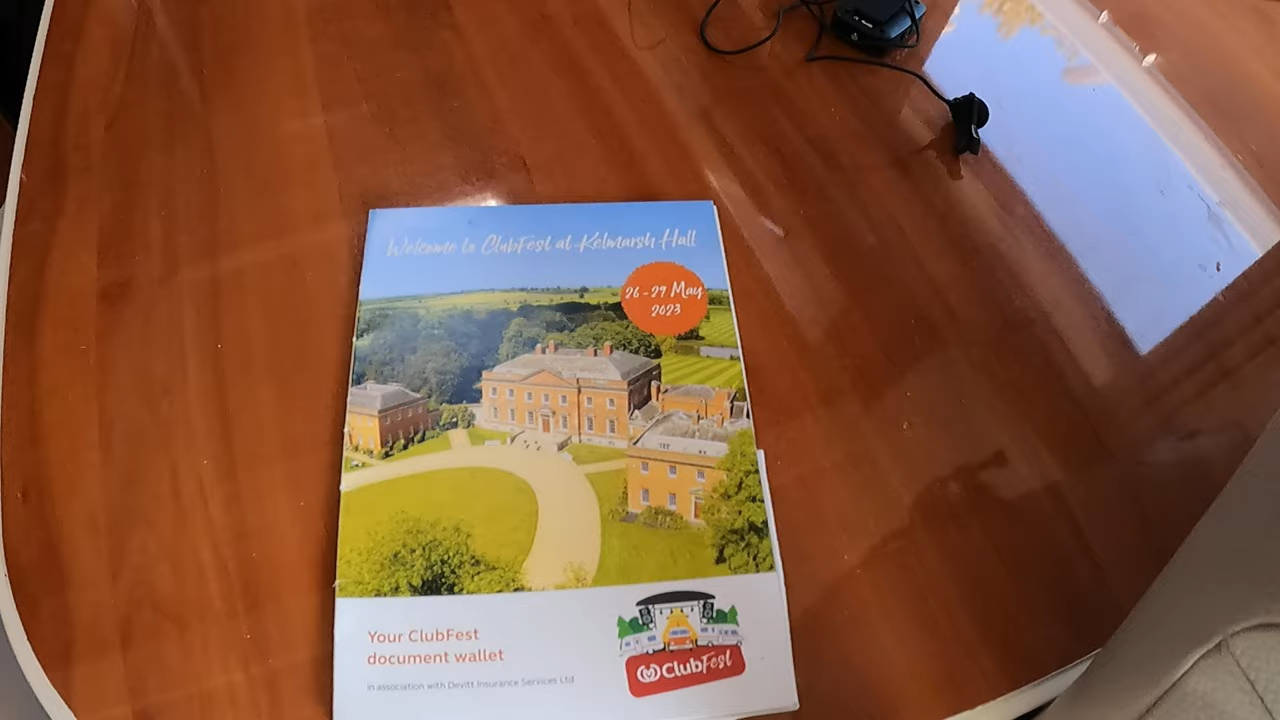 Welcome to ClubFest at Kelmarsh Hall
26-29 May
2023
Your ClubFest
document wallet
in association with Devitt Insurance Services Ltd
ClubFest